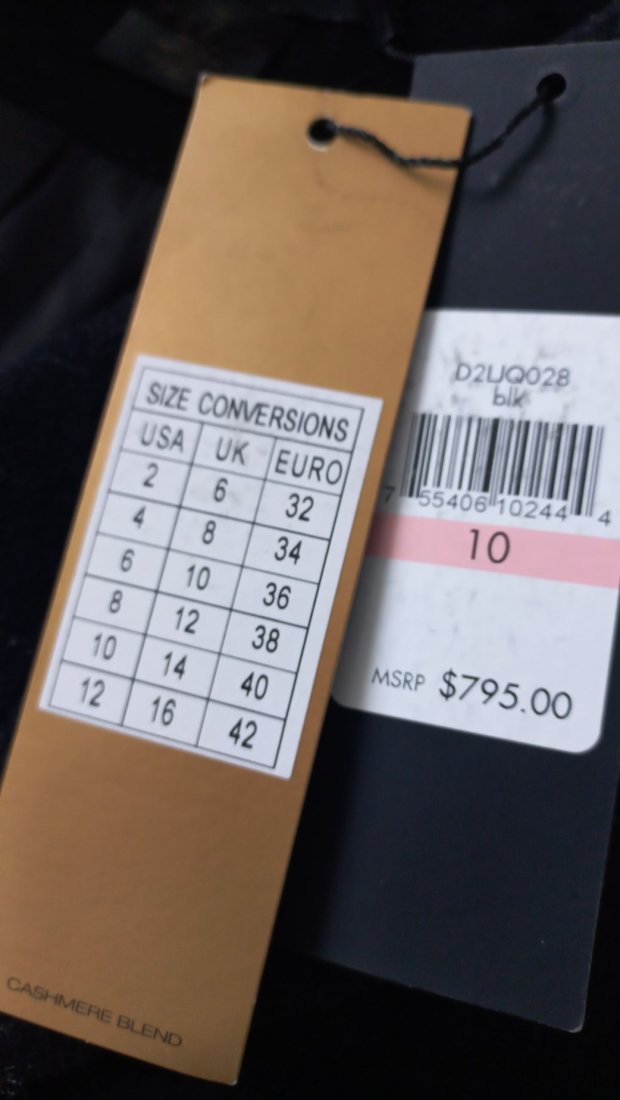 SIZE CONVERSIONS
USA UK EURO
2 6 32
4 8 34
6 10 36
8 12 38
10 14 40
12 16 42
CASHMERE BLEND
D2LJQ028
blk
7 55406 10244 4
10
MSRP $795.00